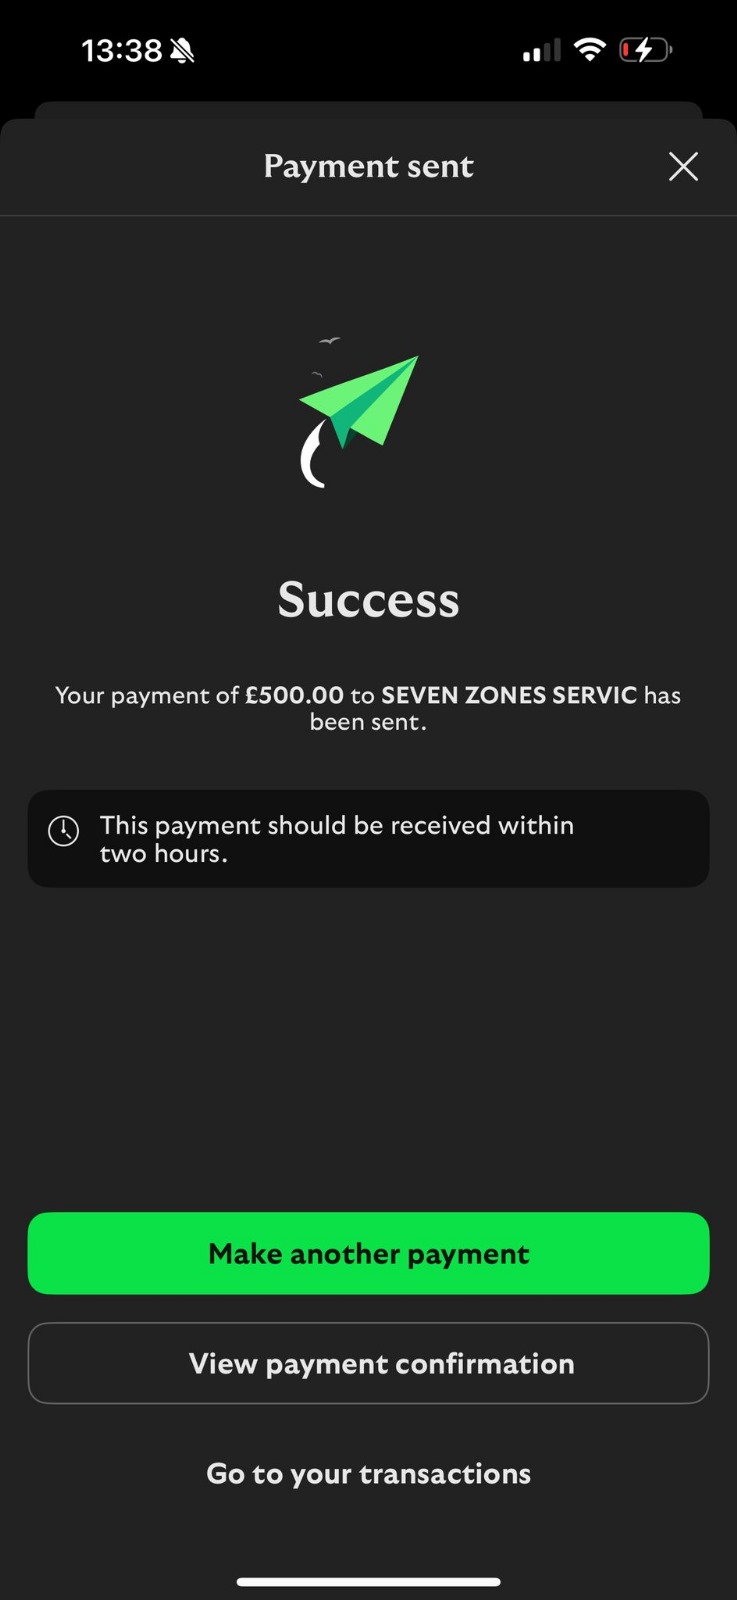 13:38
Payment sent
Success
Your payment of £500.00 to SEVEN ZONES SERVIC has
been sent.
This payment should be received within
two hours.
Make another payment
View payment confirmation
Go to your transactions